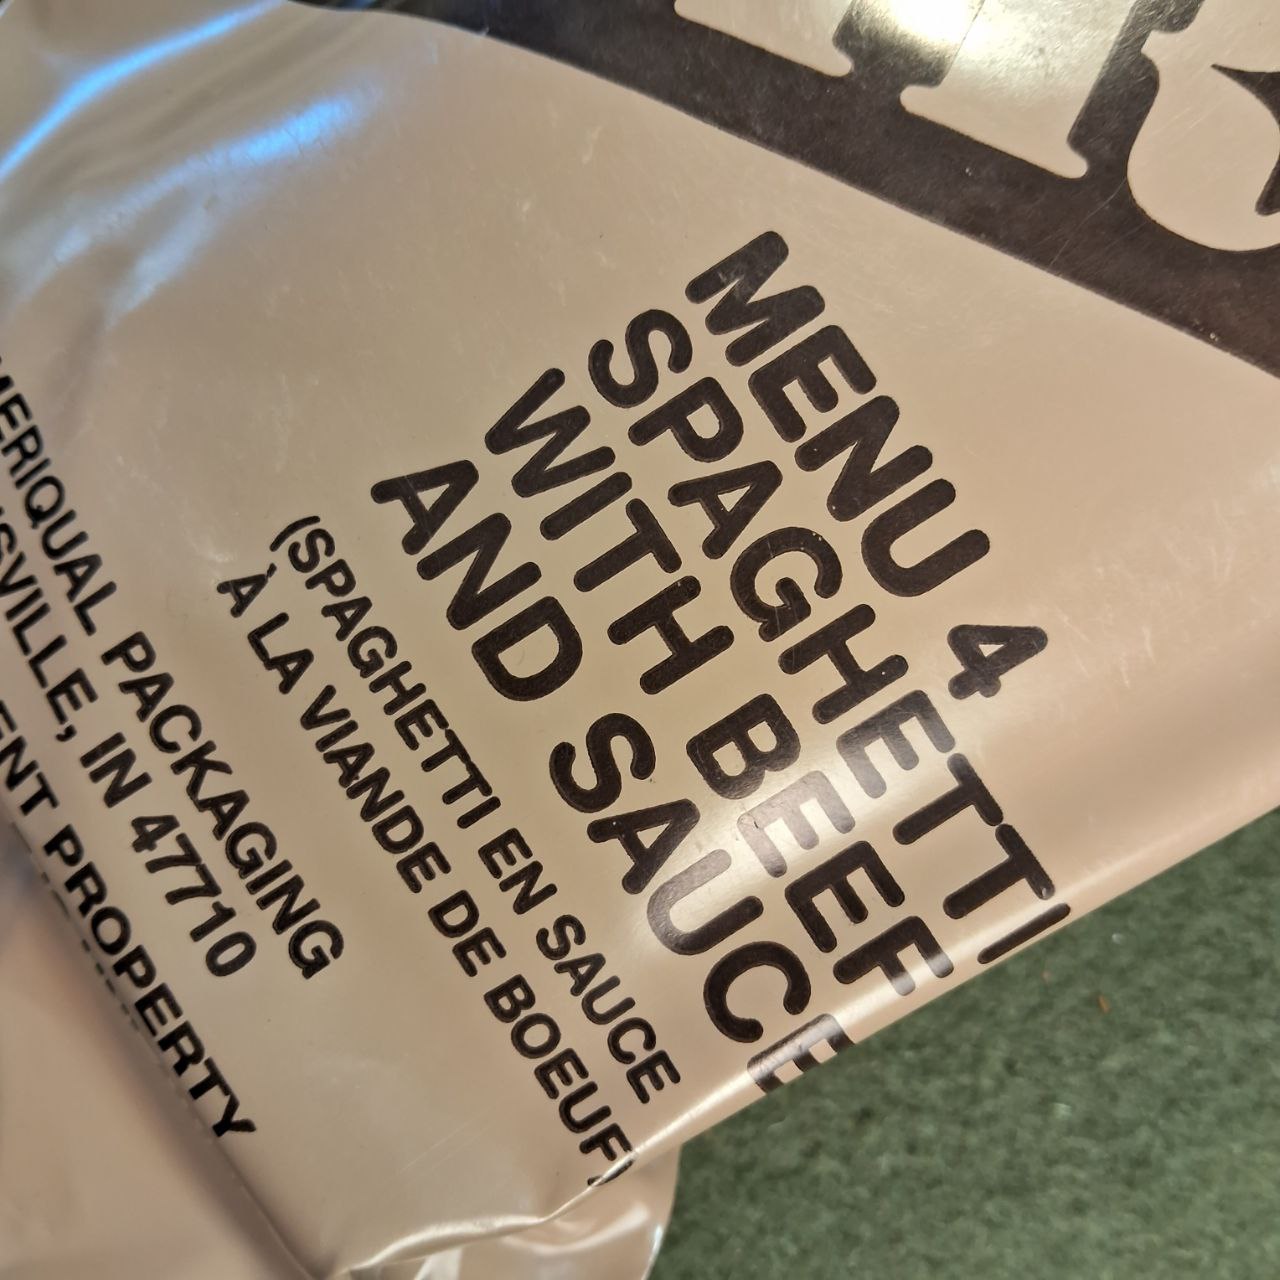 MENU 4
SPAGHETTI
WITH BEEF
AND SAUCE
(SPAGHETTI EN SAUCE
À LA VIANDE DE BOEUF)
MERIQUAL PACKAGING
SVILLE, IN 47710
ENT PROPERTY